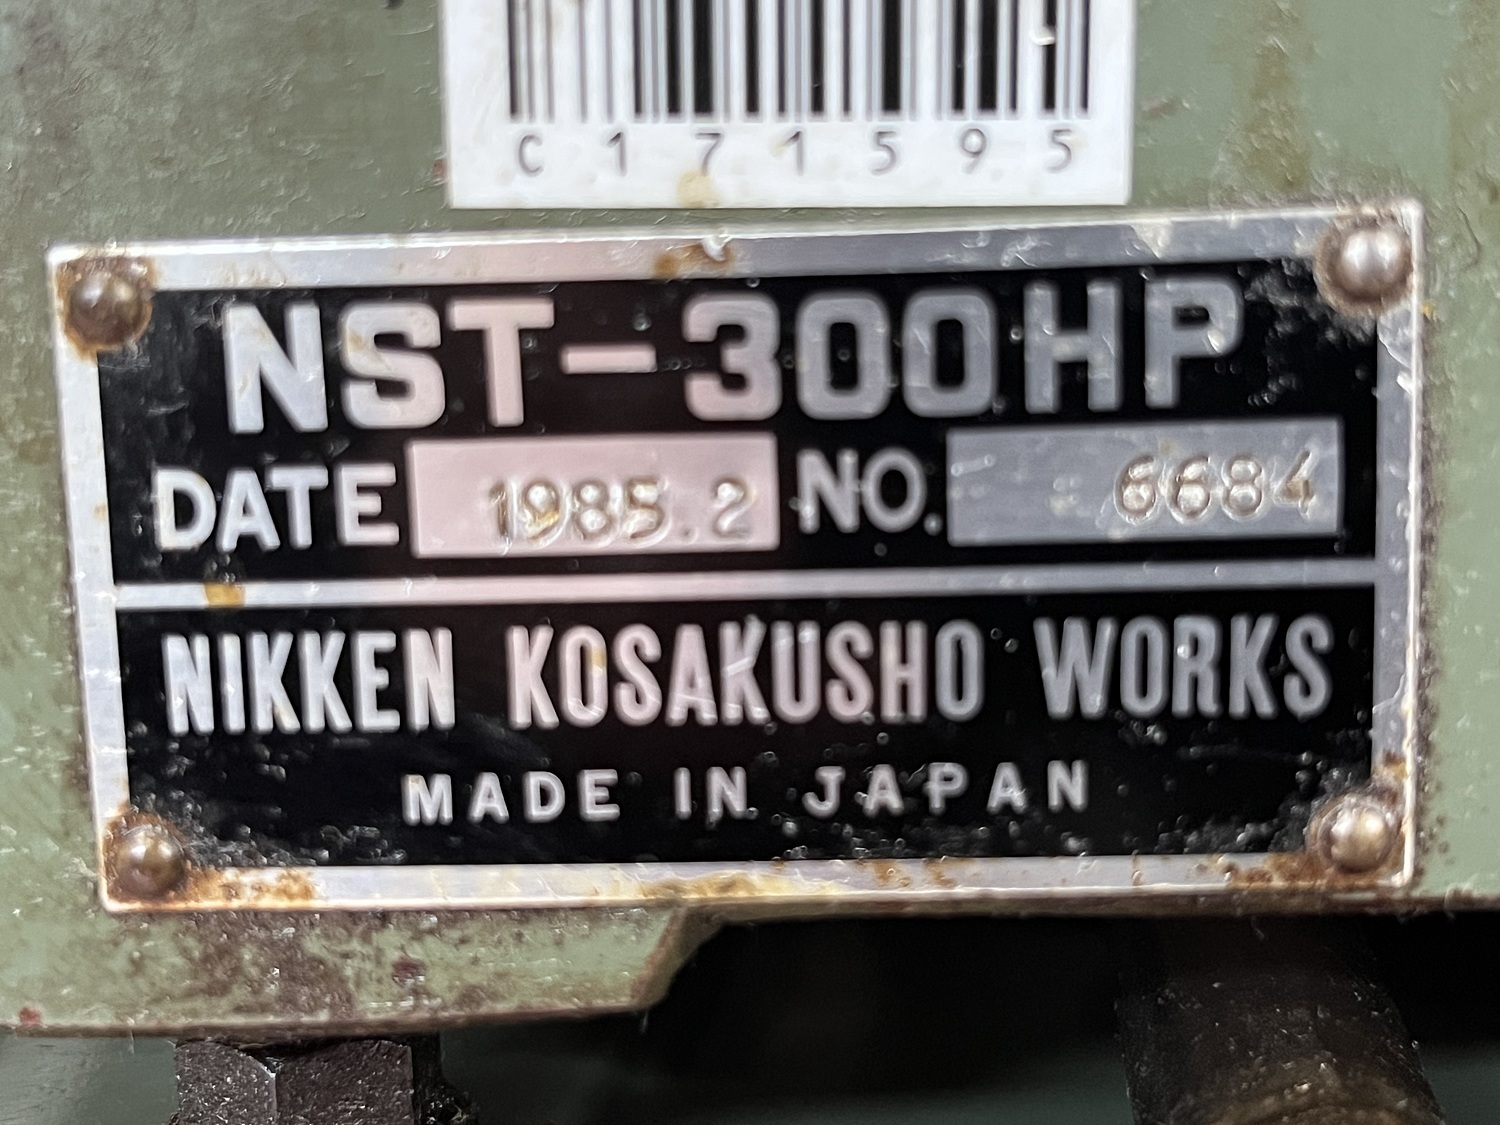 C171595
NST-300HP
DATE 1985.2 NO. 6684
NIKKEN KOSAKUSHO WORKS
MADE IN JAPAN